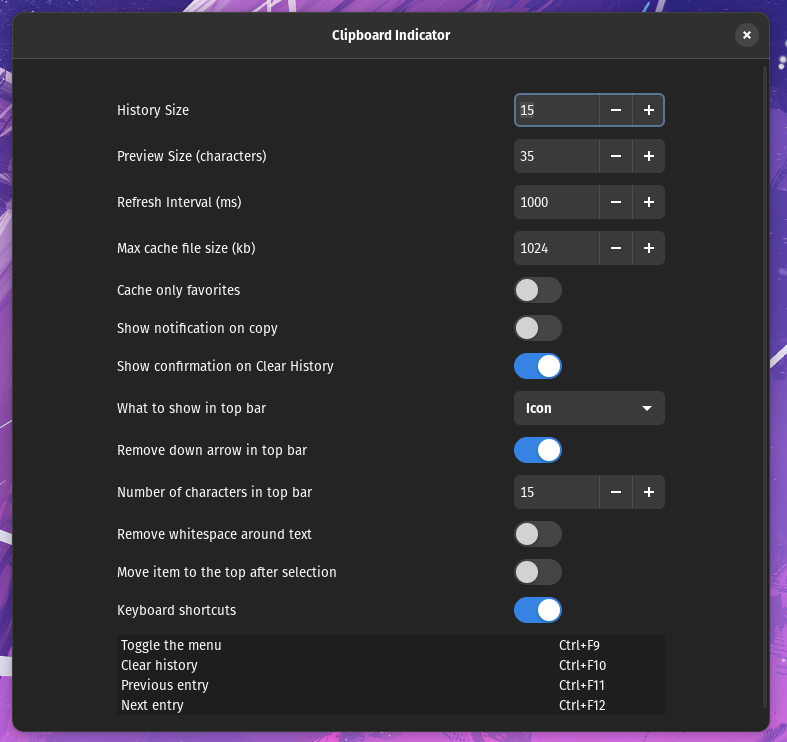 Clipboard Indicator
History Size 15
Preview Size (characters) 35
Refresh Interval (ms) 1000
Max cache file size (kb) 1024
Cache only favorites
Show notification on copy
Show confirmation on Clear History
What to show in top bar Icon
Remove down arrow in top bar
Number of characters in top bar 15
Remove whitespace around text
Move item to the top after selection
Keyboard shortcuts
Toggle the menu Ctrl+F9
Clear history Ctrl+F10
Previous entry Ctrl+F11
Next entry Ctrl+F12